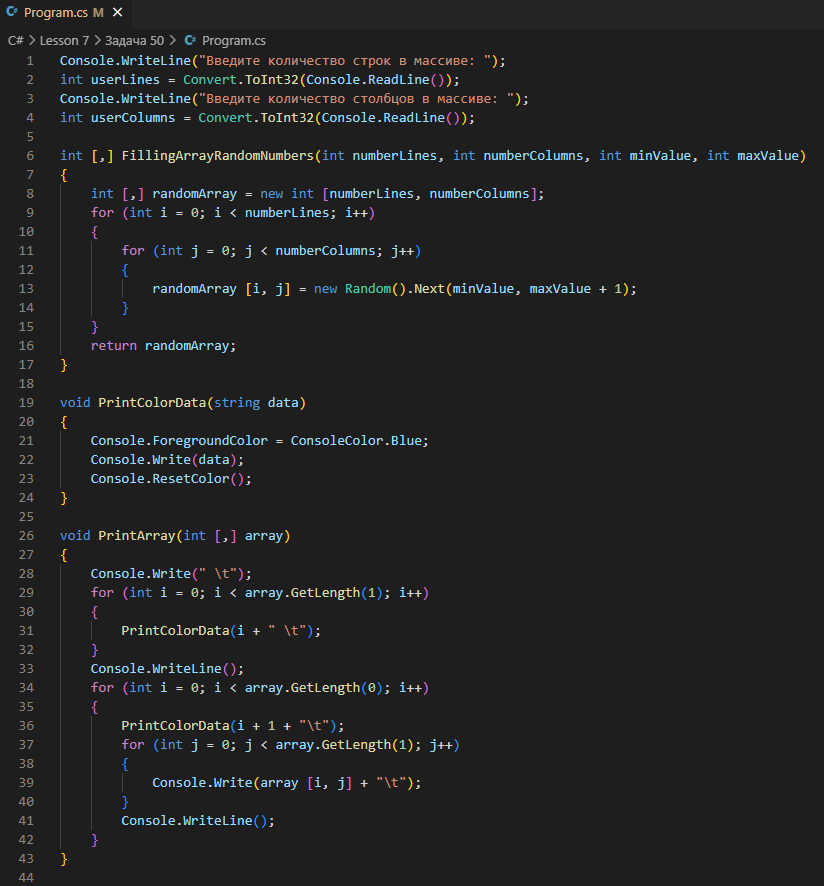 Program.cs M
C# > Lesson 7 > Задача 50 > Program.cs
1 Console.WriteLine("Введите количество строк в массиве: ");
2 int userLines = Convert.ToInt32(Console.ReadLine());
3 Console.WriteLine("Введите количество столбцов в массиве: ");
4 int userColumns = Convert.ToInt32(Console.ReadLine());
5
6 int [,] FillingArrayRandomNumbers(int numberLines, int numberColumns, int minValue, int maxValue)
7 {
8     int [,] randomArray = new int [numberLines, numberColumns];
9     for (int i = 0; i < numberLines; i++)
10     {
11         for (int j = 0; j < numberColumns; j++)
12         {
13             randomArray [i, j] = new Random().Next(minValue, maxValue + 1);
14         }
15     }
16     return randomArray;
17 }
18
19 void PrintColorData(string data)
20 {
21     Console.ForegroundColor = ConsoleColor.Blue;
22     Console.Write(data);
23     Console.ResetColor();
24 }
25
26 void PrintArray(int [,] array)
27 {
28     Console.Write(" \t");
29     for (int i = 0; i < array.GetLength(1); i++)
30     {
31         PrintColorData(i + " \t");
32     }
33     Console.WriteLine();
34     for (int i = 0; i < array.GetLength(0); i++)
35     {
36         PrintColorData(i + 1 + "\t");
37         for (int j = 0; j < array.GetLength(1); j++)
38         {
39             Console.Write(array [i, j] + "\t");
40         }
41         Console.WriteLine();
42     }
43 }
44